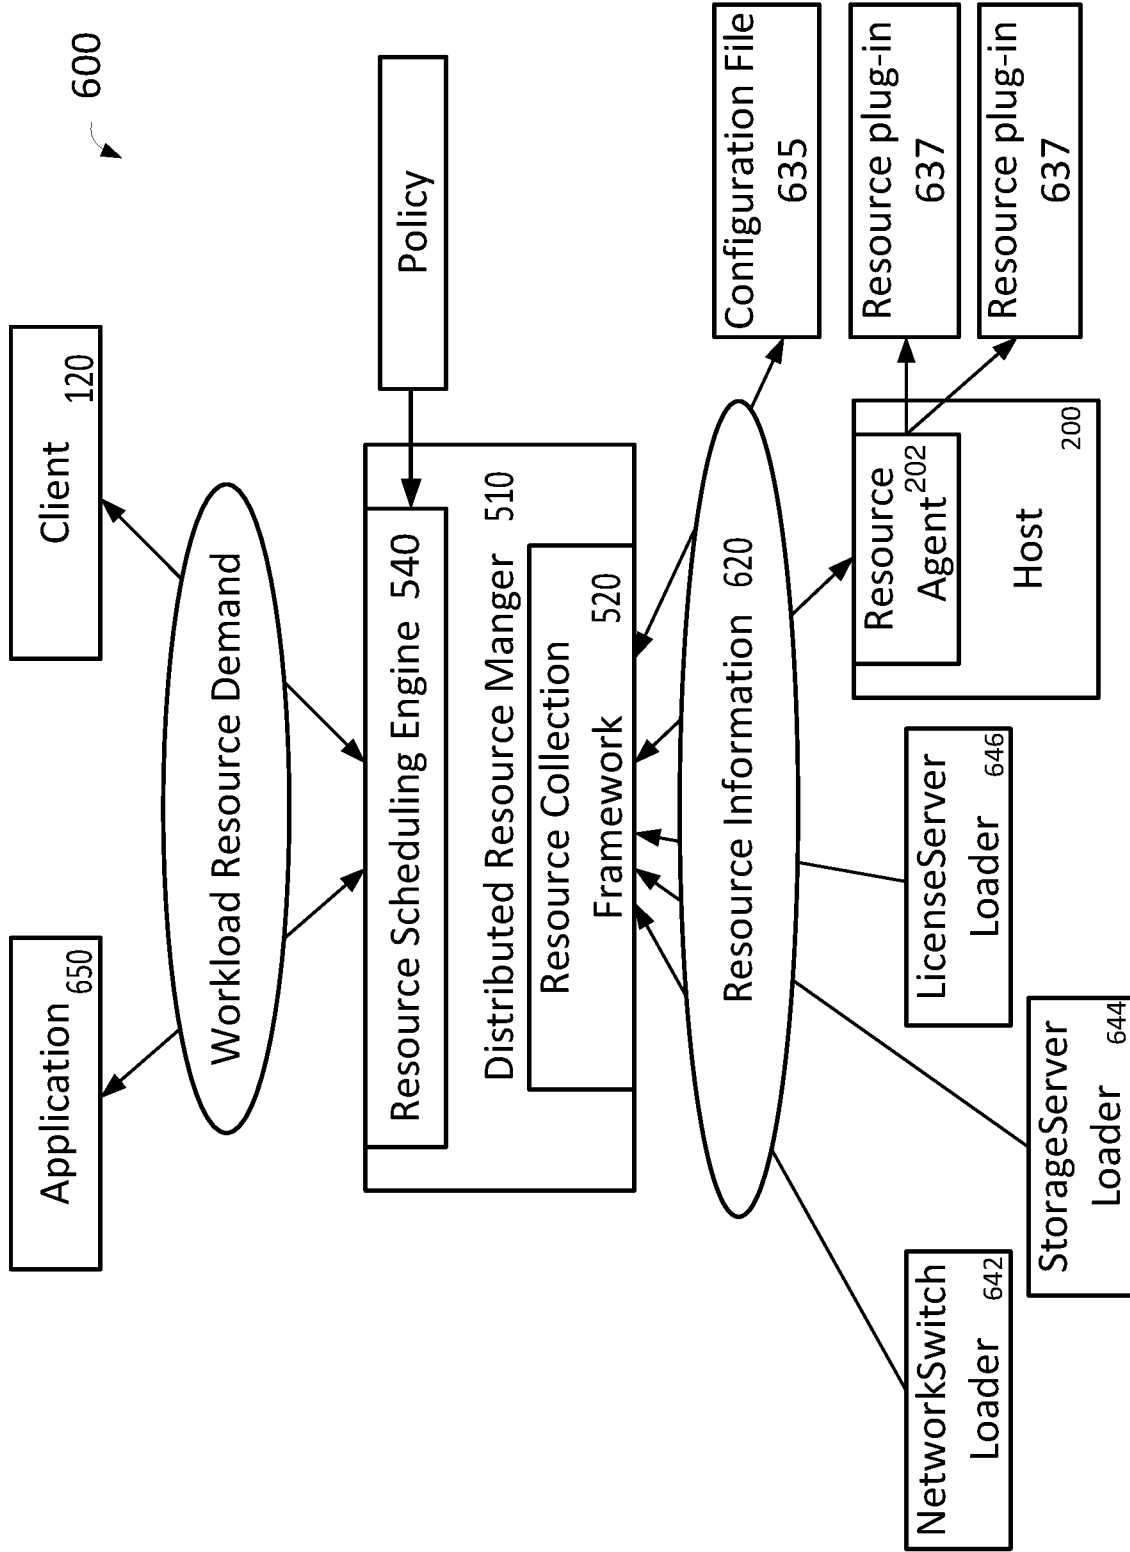 600
Application
650
Client
120
Workload Resource Demand
Policy
Resource Scheduling Engine 540
Distributed Resource Manger 510
Resource Collection
Framework
520
Resource Information 620
Configuration File
635
NetworkSwitch
Loader
642
StorageServer
Loader
644
LicenseServer
Loader
646
Resource
Agent
202
Host
200
Resource plug-in
637
Resource plug-in
637